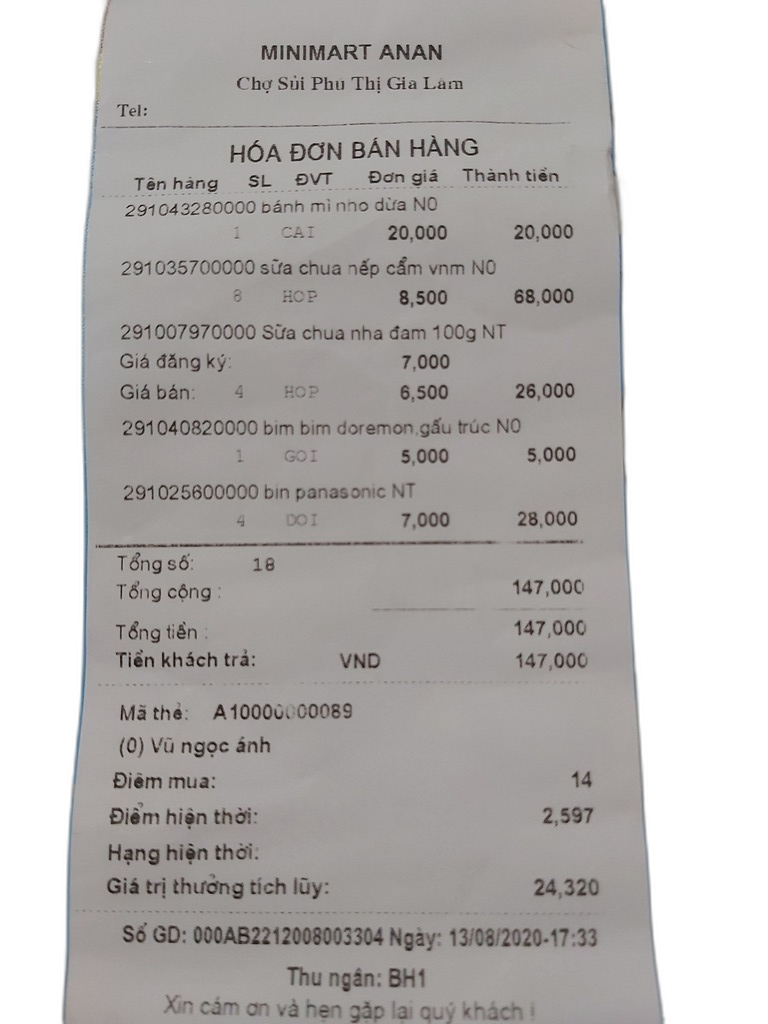 MINIMART ANAN
Chợ Sủi Phú Thị Gia Lâm
Tel:
HÓA ĐƠN BÁN HÀNG
Tên hàng SL ĐVT Đơn giá Thành tiền
291043280000 bánh mì nho dừa N0
1 CAI 20,000 20,000
291035700000 sữa chua nếp cẩm vnm N0
8 HOP 8,500 68,000
291007970000 Sữa chua nha đam 100g NT
Giá đăng ký: 7,000
Giá bán: 4 HOP 6,500 26,000
291040820000 bim bim doremon,gấu trúc N0
1 GOI 5,000 5,000
291025600000 bin panasonic NT
4 DOI 7,000 28,000
Tổng số: 18
Tổng cộng : 147,000
Tổng tiền : 147,000
Tiền khách trả: VND 147,000
Mã thẻ: A10000000089
(0) Vũ ngọc ánh
Điểm mua: 14
Điểm hiện thời: 2,597
Hạng hiện thời:
Giá trị thưởng tích lũy: 24,320
Số GD: 000AB2212008003304 Ngày: 13/08/2020-17:33
Thu ngân: BH1
Xin cám ơn và hẹn gặp lại quý khách !